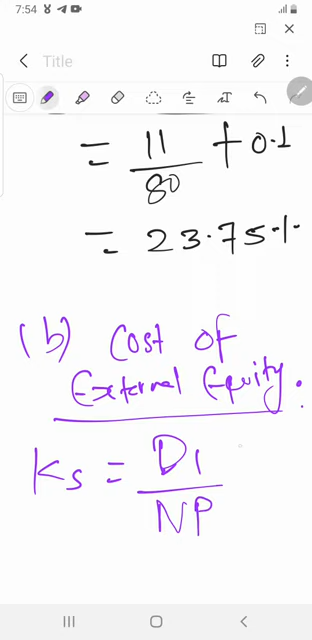 7:54
Title
= 11/80 + 0.1
= 23.75%
(b) Cost of
External Equity.
Ks = D1/NP